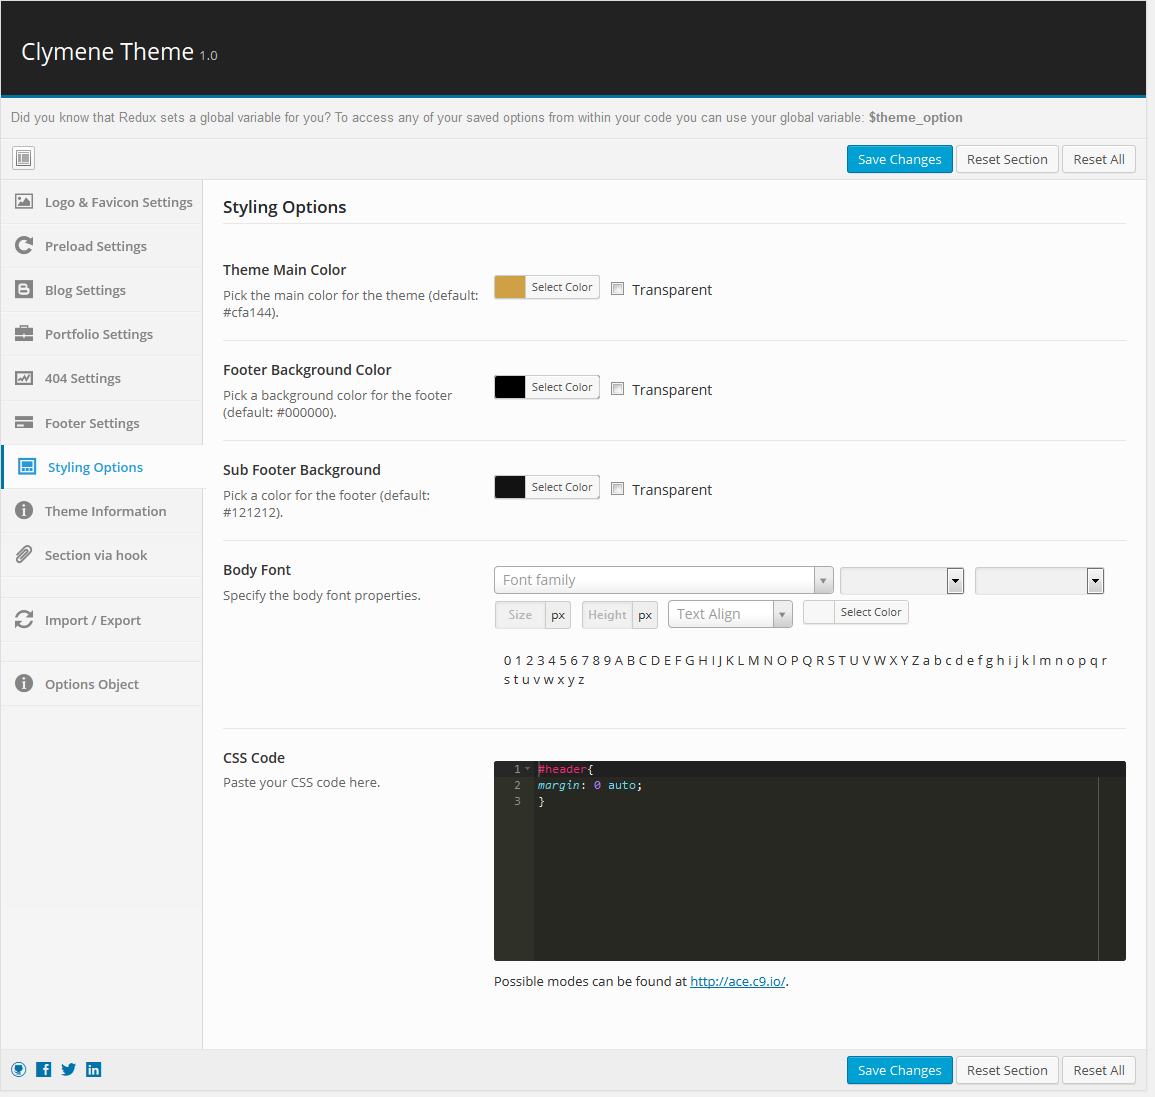 Clymene Theme 1.0
Did you know that Redux sets a global variable for you? To access any of your saved options from within your code you can use your global variable: $theme_option
Save Changes Reset Section Reset All
Logo & Favicon Settings
Preload Settings
Blog Settings
Portfolio Settings
404 Settings
Footer Settings
Styling Options
Theme Information
Section via hook
Import / Export
Options Object
Styling Options
Theme Main Color
Pick the main color for the theme (default:
#cfa144).
Select Color Transparent
Footer Background Color
Pick a background color for the footer
(default: #000000).
Select Color Transparent
Sub Footer Background
Pick a color for the footer (default:
#121212).
Select Color Transparent
Body Font
Specify the body font properties.
Font family
Size px Height px Text Align Select Color
0 1 2 3 4 5 6 7 8 9 A B C D E F G H I J K L M N O P Q R S T U V W X Y Z a b c d e f g h i j k l m n o p q r
s t u v w x y z
CSS Code
Paste your CSS code here.
1 #header{
2 margin: 0 auto;
3 }
Possible modes can be found at http://ace.c9.io/.
Save Changes Reset Section Reset All